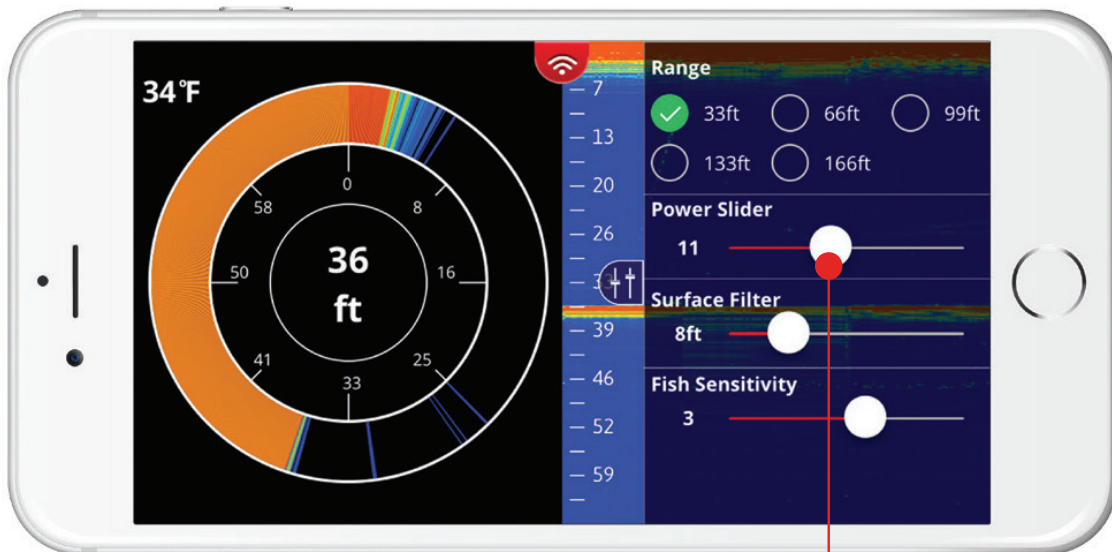 34°F
0
8
16
25
33
41
50
58
36
ft
7
13
20
26
33
39
46
52
59
Range
33ft
66ft
99ft
133ft
166ft
Power Slider
11
Surface Filter
8ft
Fish Sensitivity
3